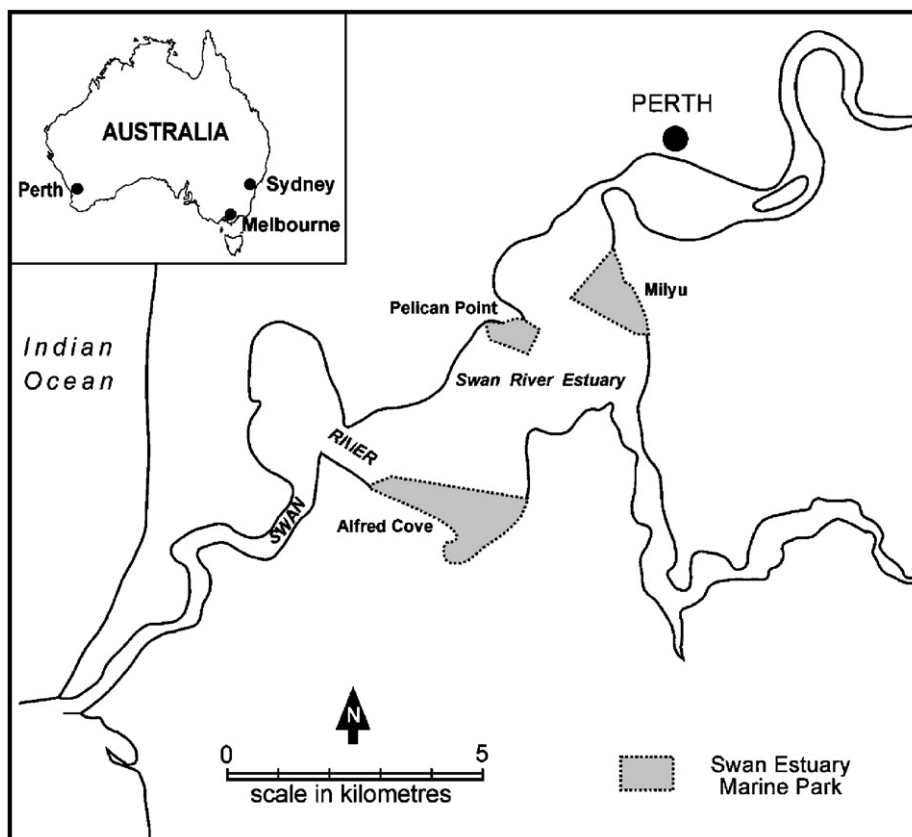 AUSTRALIA
Perth
Sydney
Melbourne
PERTH
Milyu
Pelican Point
Indian
Ocean
Swan River Estuary
RIVER
SWAN
Alfred Cove
N
0 5
scale in kilometres
Swan Estuary
Marine Park